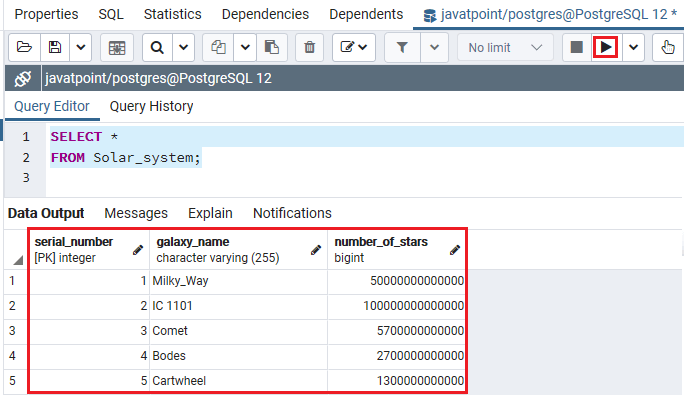 Properties SQL Statistics Dependencies Dependents javatpoint/postgres@PostgreSQL 12 *
No limit
javatpoint/postgres@PostgreSQL 12
Query Editor Query History
1 SELECT *
2 FROM Solar_system;
3
Data Output Messages Explain Notifications
serial_number galaxy_name number_of_stars
[PK] integer character varying (255) bigint
1 1 Milky_Way 50000000000000
2 2 IC 1101 100000000000000
3 3 Comet 5700000000000
4 4 Bodes 2700000000000
5 5 Cartwheel 1300000000000